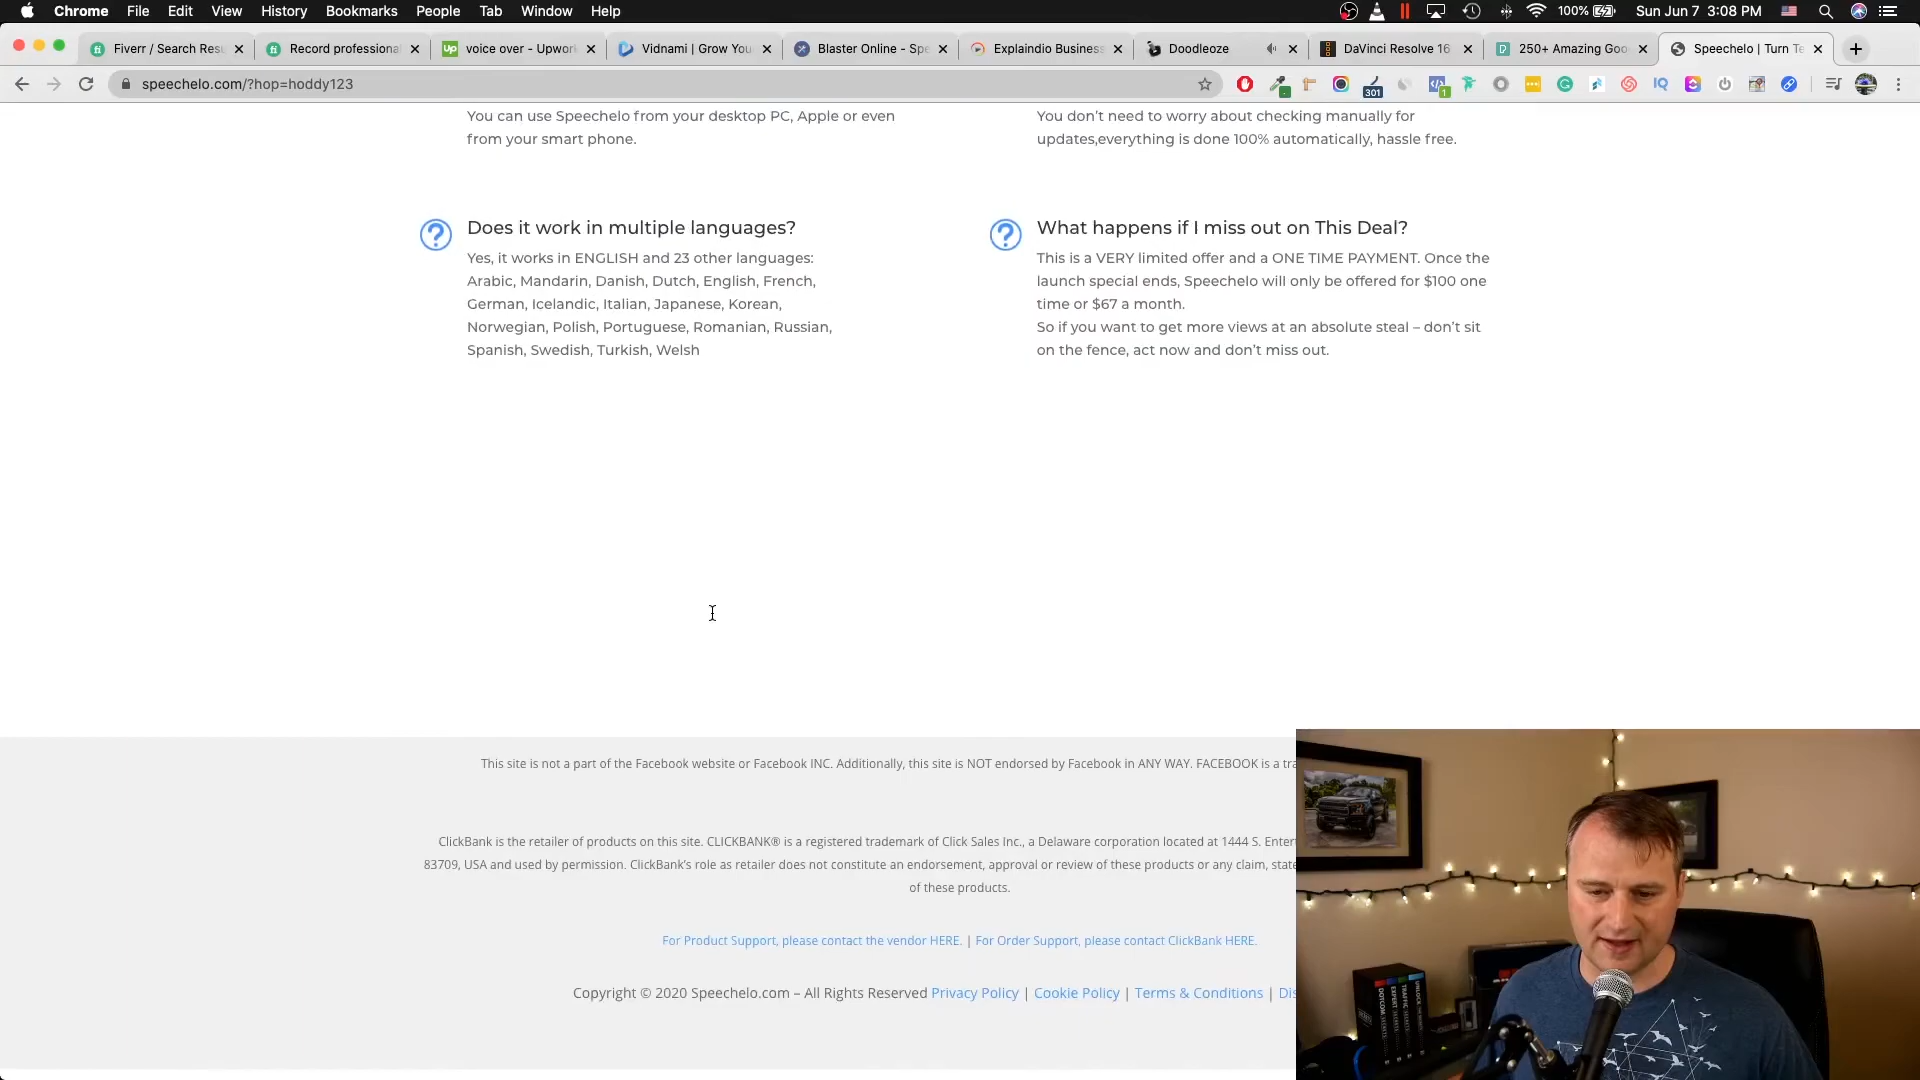 Chrome File Edit View History Bookmarks People Tab Window Help 100% Sun Jun 7 3:08 PM
Fiverr / Search Resu Record professional voice over - Upwork Vidnami | Grow You Blaster Online - Spe Explaindio Business Doodleoze DaVinci Resolve 16 250+ Amazing Goo Speechelo | Turn Te
speechelo.com/?hop=hoddy123
301
1
You can use Speechelo from your desktop PC, Apple or even
from your smart phone.
You don't need to worry about checking manually for
updates,everything is done 100% automatically, hassle free.
Does it work in multiple languages?
Yes, it works in ENGLISH and 23 other languages:
Arabic, Mandarin, Danish, Dutch, English, French,
German, Icelandic, Italian, Japanese, Korean,
Norwegian, Polish, Portuguese, Romanian, Russian,
Spanish, Swedish, Turkish, Welsh
What happens if I miss out on This Deal?
This is a VERY limited offer and a ONE TIME PAYMENT. Once the
launch special ends, Speechelo will only be offered for $100 one
time or $67 a month.
So if you want to get more views at an absolute steal – don't sit
on the fence, act now and don't miss out.
This site is not a part of the Facebook website or Facebook INC. Additionally, this site is NOT endorsed by Facebook in ANY WAY. FACEBOOK is a tra
ClickBank is the retailer of products on this site. CLICKBANK® is a registered trademark of Click Sales Inc., a Delaware corporation located at 1444 S. Entert
83709, USA and used by permission. ClickBank's role as retailer does not constitute an endorsement, approval or review of these products or any claim, state
of these products.
For Product Support, please contact the vendor HERE. | For Order Support, please contact ClickBank HERE.
Copyright © 2020 Speechelo.com – All Rights Reserved Privacy Policy | Cookie Policy | Terms & Conditions | Dis
DOTCOM SECRETS
EXPERT SECRETS
TRAFFIC SECRETS
UNLOCK THE SECRETS